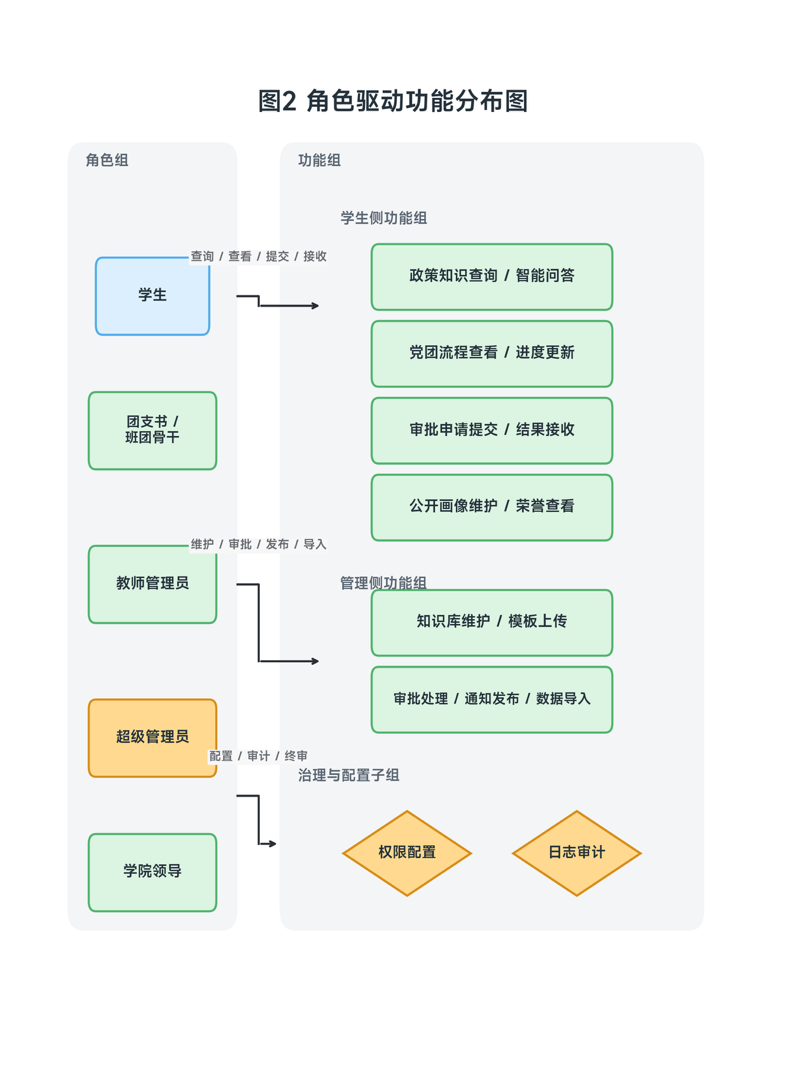 图2 角色驱动功能分布图
角色组
功能组
学生侧功能组
查询 / 查看 / 提交 / 接收
学生
政策知识查询 / 智能问答
党团流程查看 / 进度更新
团支书 /
班团骨干
审批申请提交 / 结果接收
公开画像维护 / 荣誉查看
维护 / 审批 / 发布 / 导入
教师管理员
管理侧功能组
知识库维护 / 模板上传
审批处理 / 通知发布 / 数据导入
超级管理员
配置 / 审计 / 终审
治理与配置子组
权限配置
日志审计
学院领导